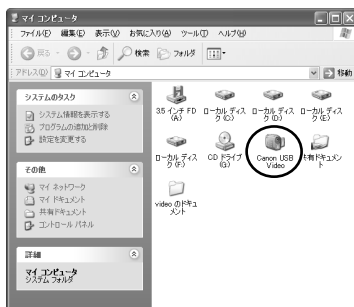 マイ コンピュータ
ファイル(F) 編集(E) 表示(V) お気に入り(A) ツール(T) ヘルプ(H)
戻る 検索 フォルダ
アドレス(D) マイ コンピュータ 移動
システムのタスク
システム情報を表示する
プログラムの追加と削除
設定を変更する
その他
マイ ネットワーク
マイ ドキュメント
共有ドキュメント
コントロール パネル
詳細
マイ コンピュータ
システム フォルダ
3.5 インチ FD
(A)
ローカル ディス
ク (C)
ローカル ディス
ク (D)
ローカル ディス
ク (E)
ローカル ディス
ク (F)
CD ドライブ
(G)
Canon USB
Video
共有ドキュメン
ト
video のドキュ
メント